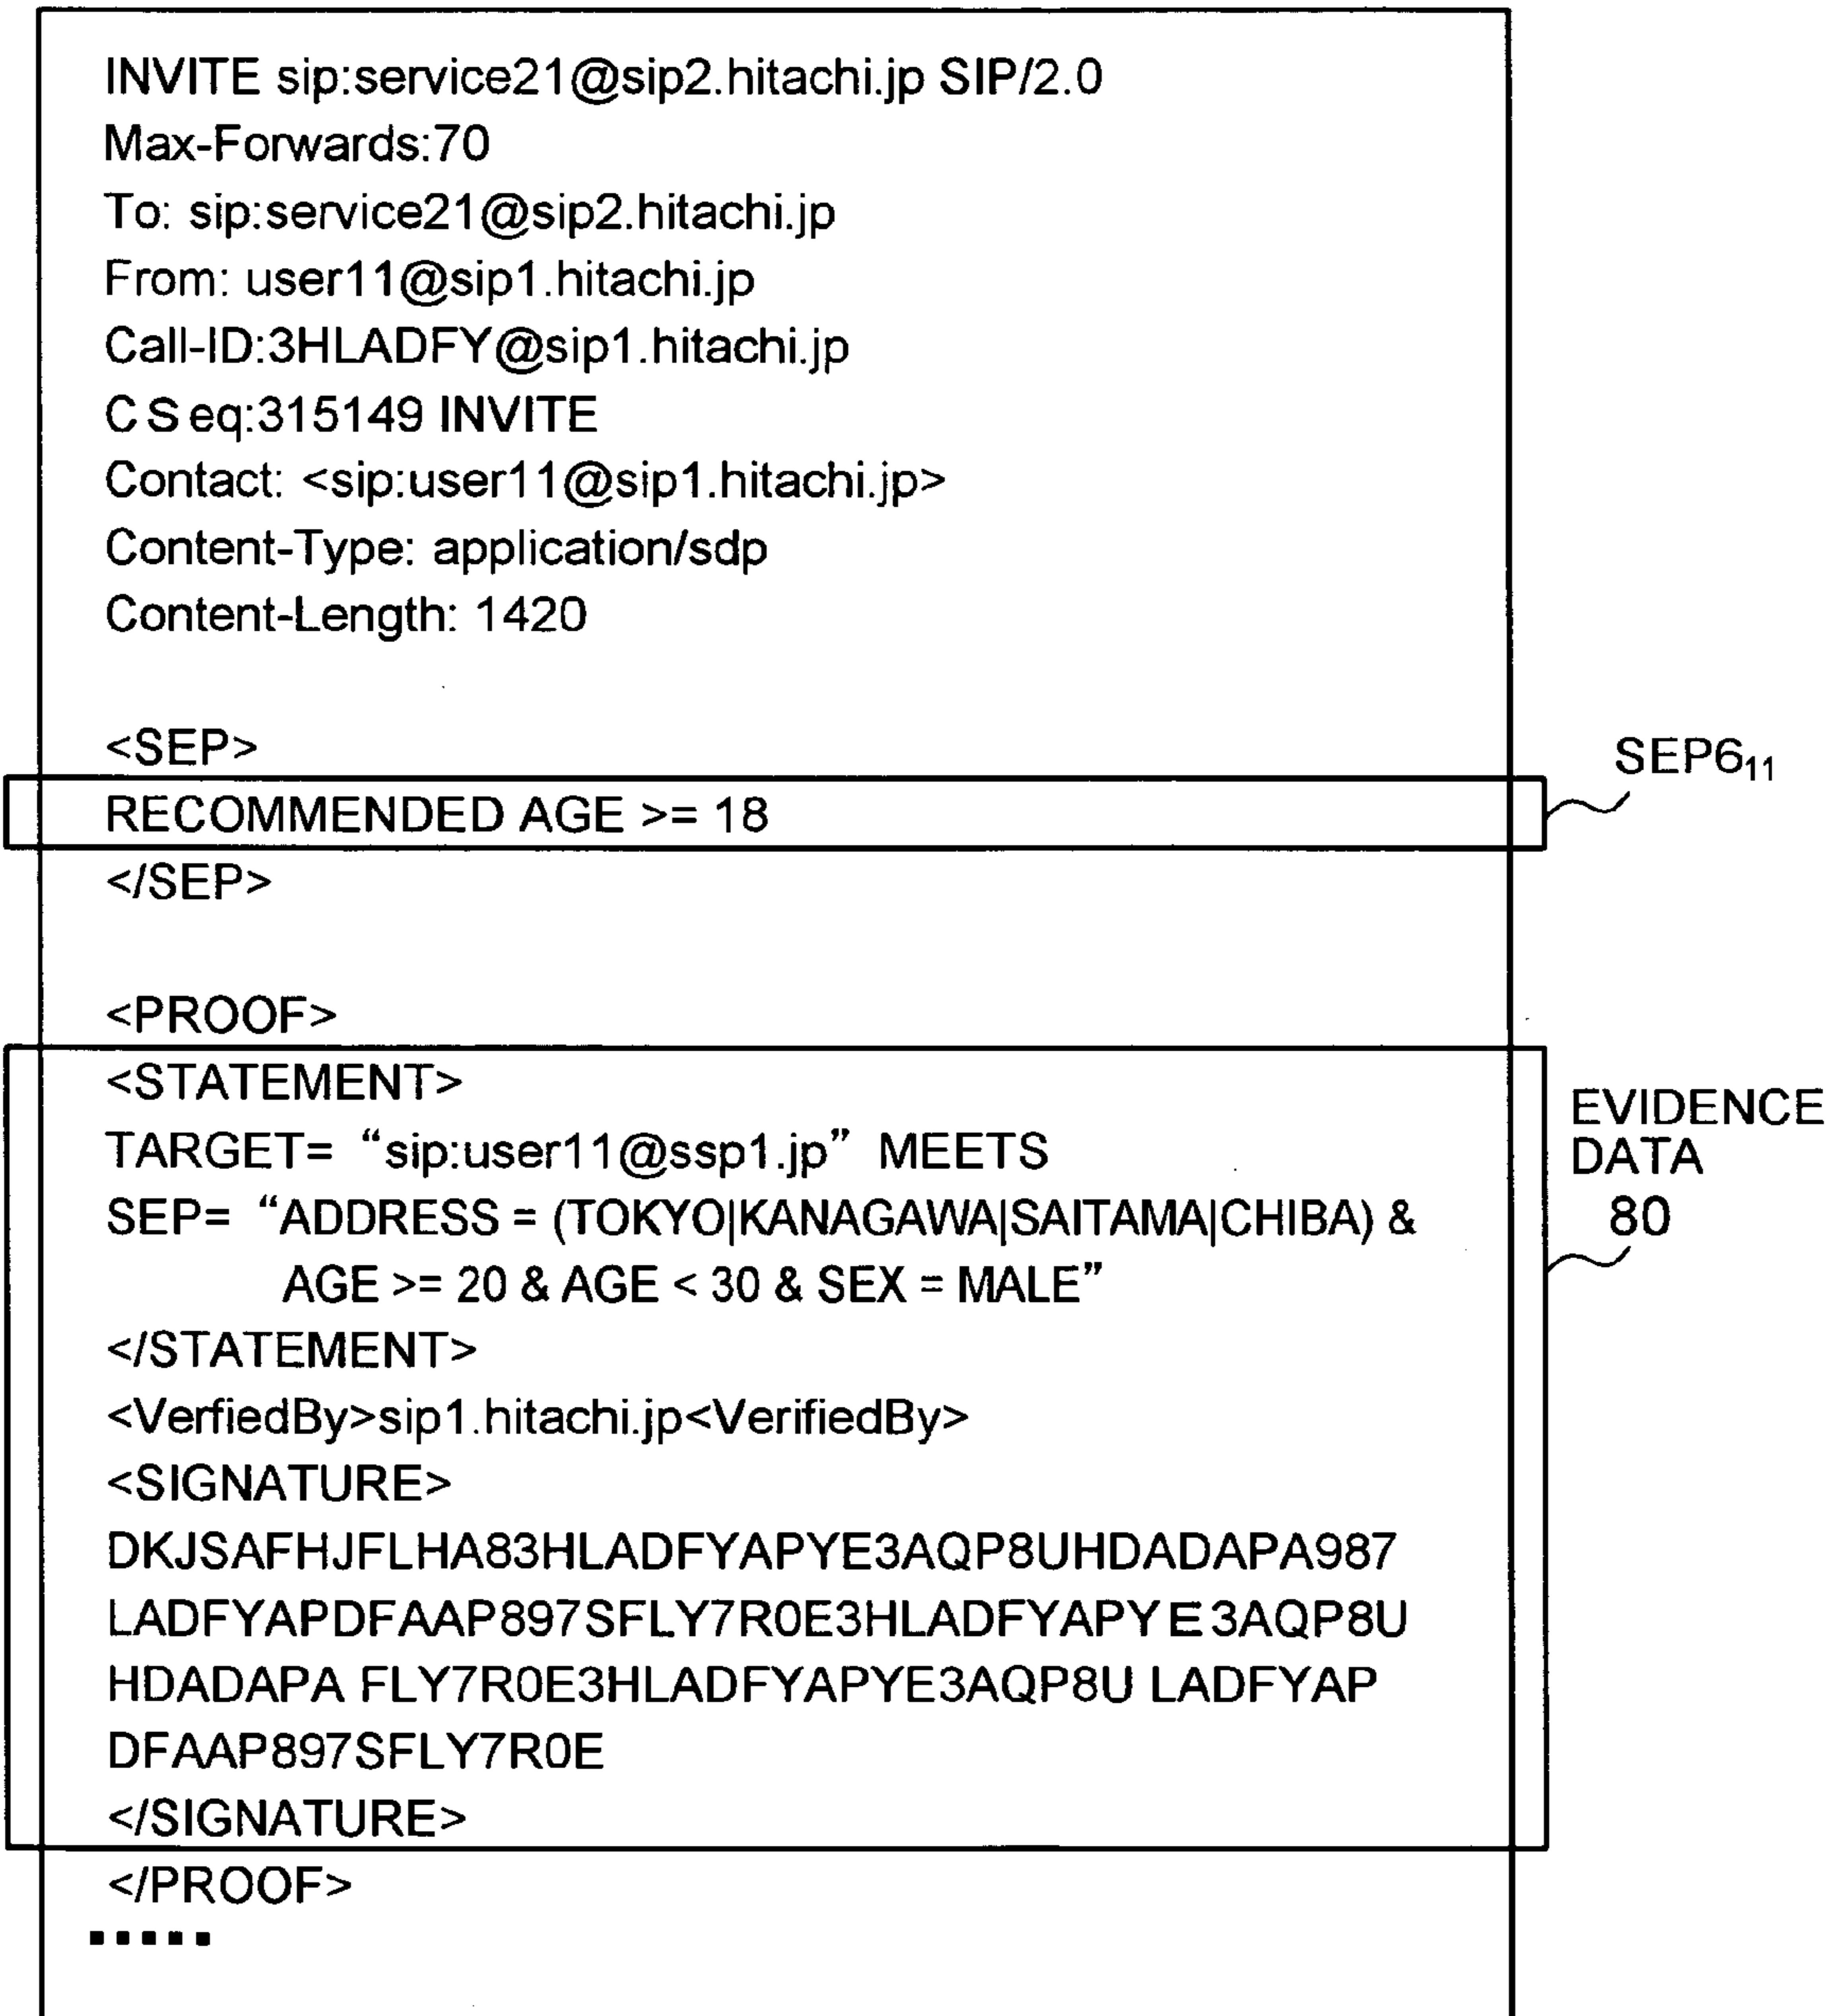 INVITE sip:service21@sip2.hitachi.jp SIP/2.0
Max-Forwards:70
To: sip:service21@sip2.hitachi.jp
From: user11@sip1.hitachi.jp
Call-ID:3HLADFY@sip1.hitachi.jp
CSeq:315149 INVITE
Contact: <sip:user11@sip1.hitachi.jp>
Content-Type: application/sdp
Content-Length: 1420
<SEP>
SEP6₁₁
RECOMMENDED AGE >= 18
</SEP>
<PROOF>
<STATEMENT>
EVIDENCE
DATA
80
TARGET= “sip:user11@ssp1.jp” MEETS
SEP= “ADDRESS = (TOKYO|KANAGAWA|SAITAMA|CHIBA) &
AGE >= 20 & AGE < 30 & SEX = MALE”
</STATEMENT>
<VerfiedBy>sip1.hitachi.jp<VerifiedBy>
<SIGNATURE>
DKJSAFHJFLHA83HLADFYAPYE3AQP8UHDADAPA987
LADFYAPDFAAP897SFLY7R0E3HLADFYAPYE3AQP8U
HDADAPA FLY7R0E3HLADFYAPYE3AQP8U LADFYAP
DFAAP897SFLY7R0E
</SIGNATURE>
</PROOF>
.....